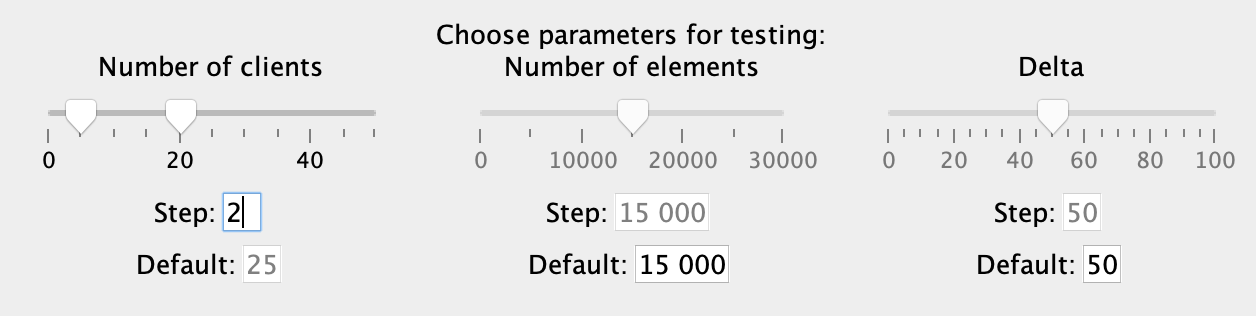 Choose parameters for testing:
Number of clients
Number of elements
Delta
0 20 40
0 10000 20000 30000
0 20 40 60 80 100
Step: 2
Step: 15 000
Step: 50
Default: 25
Default: 15 000
Default: 50